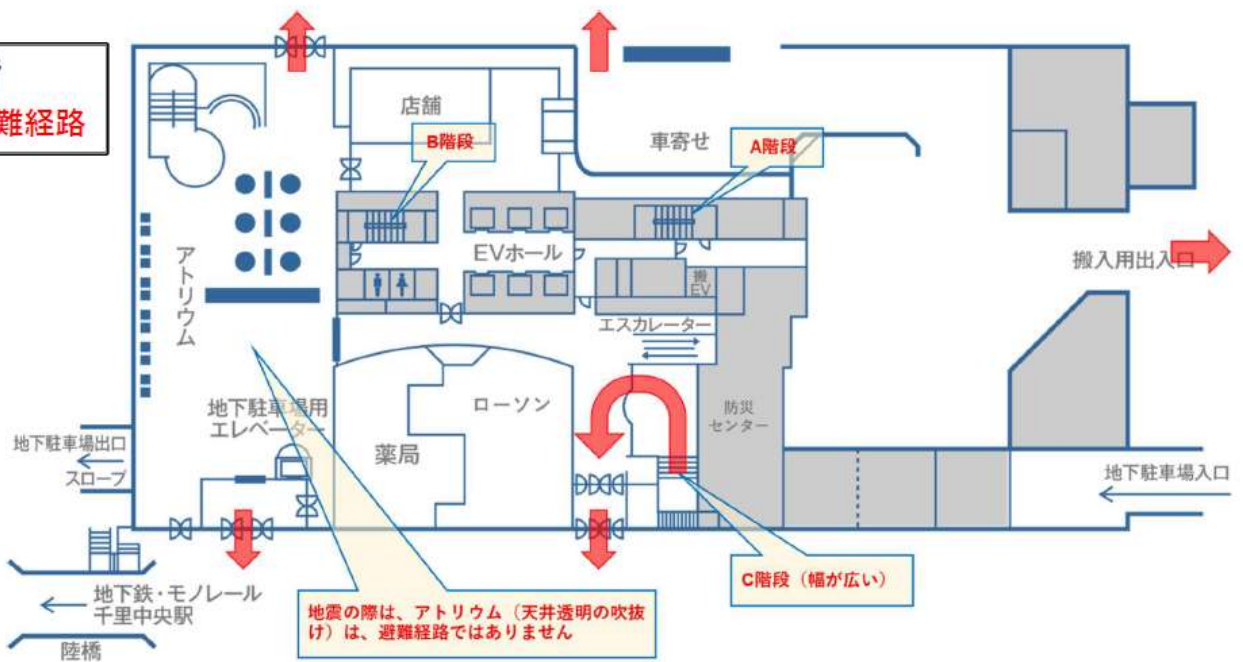 難経路
店舗
B階段
車寄せ
A階段
アトリウム
EVホール
搬
EV
搬入用出入口
エスカレーター
地下駐車場用
エレベーター
ローソン
薬局
防災
センター
地下駐車場出口
スロープ
地下駐車場入口
C階段（幅が広い）
地震の際は、アトリウム（天井透明の吹抜
け）は、避難経路ではありません
地下鉄・モノレール
千里中央駅
陸橋